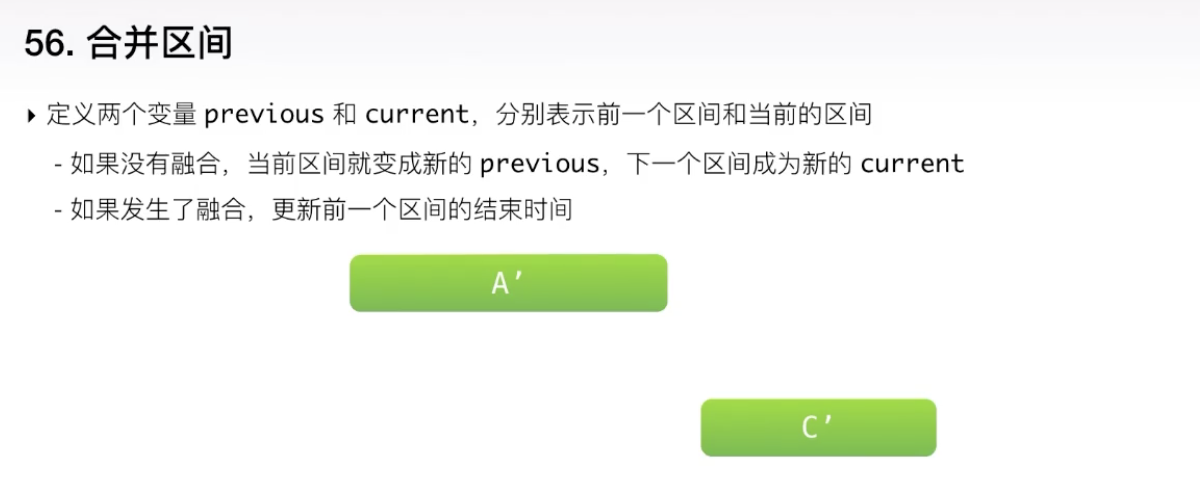 56. 合并区间
▸ 定义两个变量 previous 和 current，分别表示前一个区间和当前的区间
- 如果没有融合，当前区间就变成新的 previous，下一个区间成为新的 current
- 如果发生了融合，更新前一个区间的结束时间
A’
C’